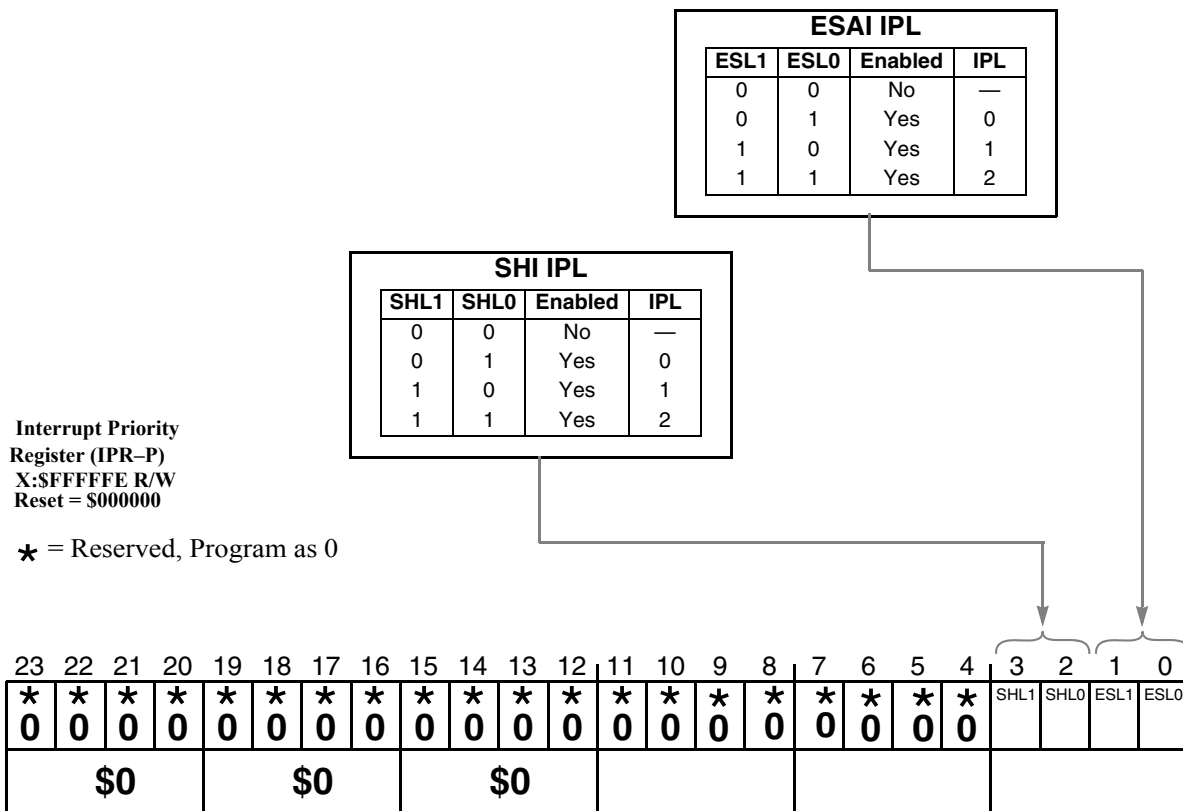 ESAI IPL
ESL1 ESL0 Enabled IPL
0 0 No —
0 1 Yes 0
1 0 Yes 1
1 1 Yes 2
SHI IPL
SHL1 SHL0 Enabled IPL
0 0 No —
0 1 Yes 0
1 0 Yes 1
1 1 Yes 2
Interrupt Priority
Register (IPR–P)
X:$FFFFFE R/W
Reset = $000000
* = Reserved, Program as 0
23 22 21 20 19 18 17 16 15 14 13 12 11 10 9 8 7 6 5 4 3 2 1 0
* * * * * * * * * * * * * * * * * * * * SHL1 SHL0 ESL1 ESL0
0 0 0 0 0 0 0 0 0 0 0 0 0 0 0 0 0 0 0 0
$0 $0 $0